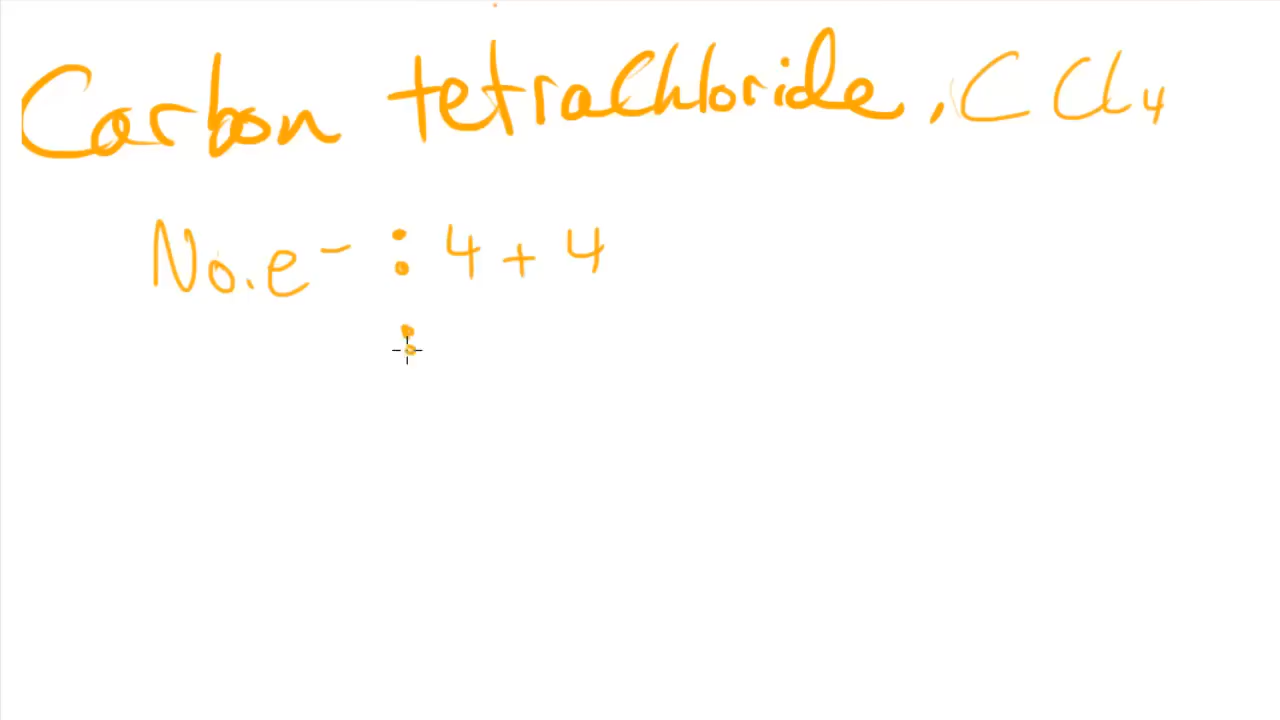 Carbon tetrachloride, CCl4
No. e- : 4 + 4
: